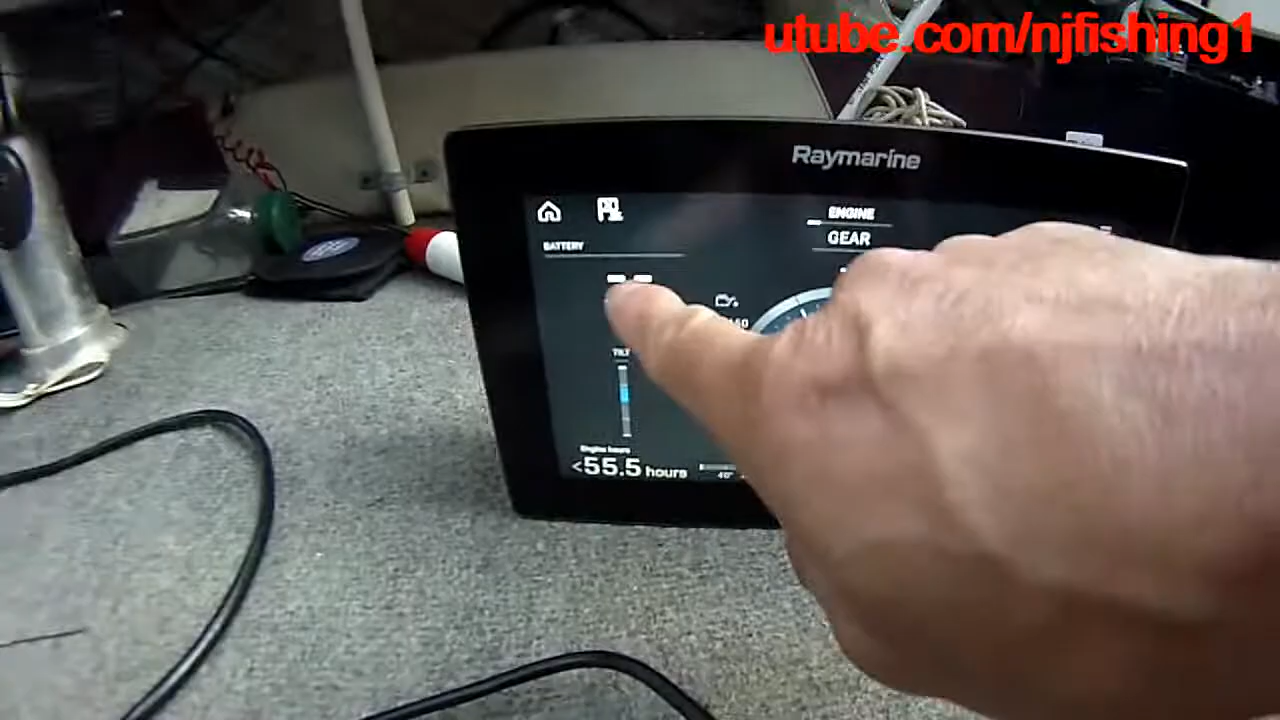 utube.com/njfishing1
Raymarine
ENGINE
BATTERY
GEAR
TILT
Engine hours
<55.5 hours